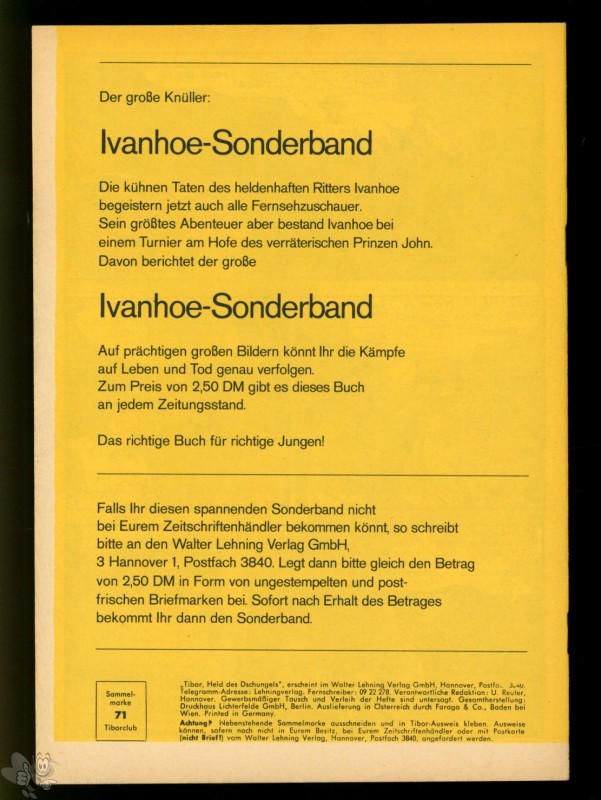 Der große Knüller:
Ivanhoe-Sonderband
Die kühnen Taten des heldenhaften Ritters Ivanhoe
begeistern jetzt auch alle Fernsehzuschauer.
Sein größtes Abenteuer aber bestand Ivanhoe bei
einem Turnier am Hofe des verräterischen Prinzen John.
Davon berichtet der große
Ivanhoe-Sonderband
Auf prächtigen großen Bildern könnt Ihr die Kämpfe
auf Leben und Tod genau verfolgen.
Zum Preis von 2,50 DM gibt es dieses Buch
an jedem Zeitungsstand.
Das richtige Buch für richtige Jungen!
Falls Ihr diesen spannenden Sonderband nicht
bei Eurem Zeitschriftenhändler bekommen könnt, so schreibt
bitte an den Walter Lehning Verlag GmbH,
3 Hannover 1, Postfach 3840. Legt dann bitte gleich den Betrag
von 2,50 DM in Form von ungestempelten und post-
frischen Briefmarken bei. Sofort nach Erhalt des Betrages
bekommt Ihr dann den Sonderband.
Sammel-
marke
71
Tiborclub
„Tibor, Held des Dschungels", erscheint im Walter Lehning Verlag GmbH, Hannover,
Telegramm-Adresse: Lehningverlag. Fernschreiber: 09 22 278. Verantwortliche Redaktion: U. Reuter,
Hannover. Gewerbsmäßiger Tausch und Verleih der Hefte sind untersagt. Gesamtherstellung:
Druckhaus Lichterfelde GmbH, Berlin. Auslieferung in Österreich durch Farago & Co., Baden bei
Wien. Printed in Germany.
Achtung! Nebenstehende Sammelmarke ausschneiden und in Tibor-Ausweis kleben. Ausweise
können, sofern noch nicht in Eurem Besitz, bei Eurem Zeitschriftenhändler oder mit Postkarte
(nicht Brief!) vom Walter Lehning Verlag, Hannover, Postfach 3840, angefordert werden.